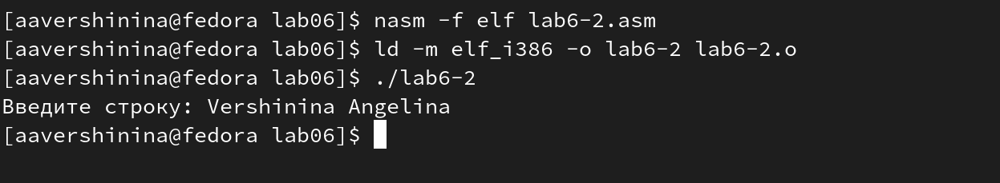 [aavershinina@fedora lab06]$ nasm -f elf lab6-2.asm
[aavershinina@fedora lab06]$ ld -m elf_i386 -o lab6-2 lab6-2.o
[aavershinina@fedora lab06]$ ./lab6-2
Введите строку: Vershinina Angelina
[aavershinina@fedora lab06]$